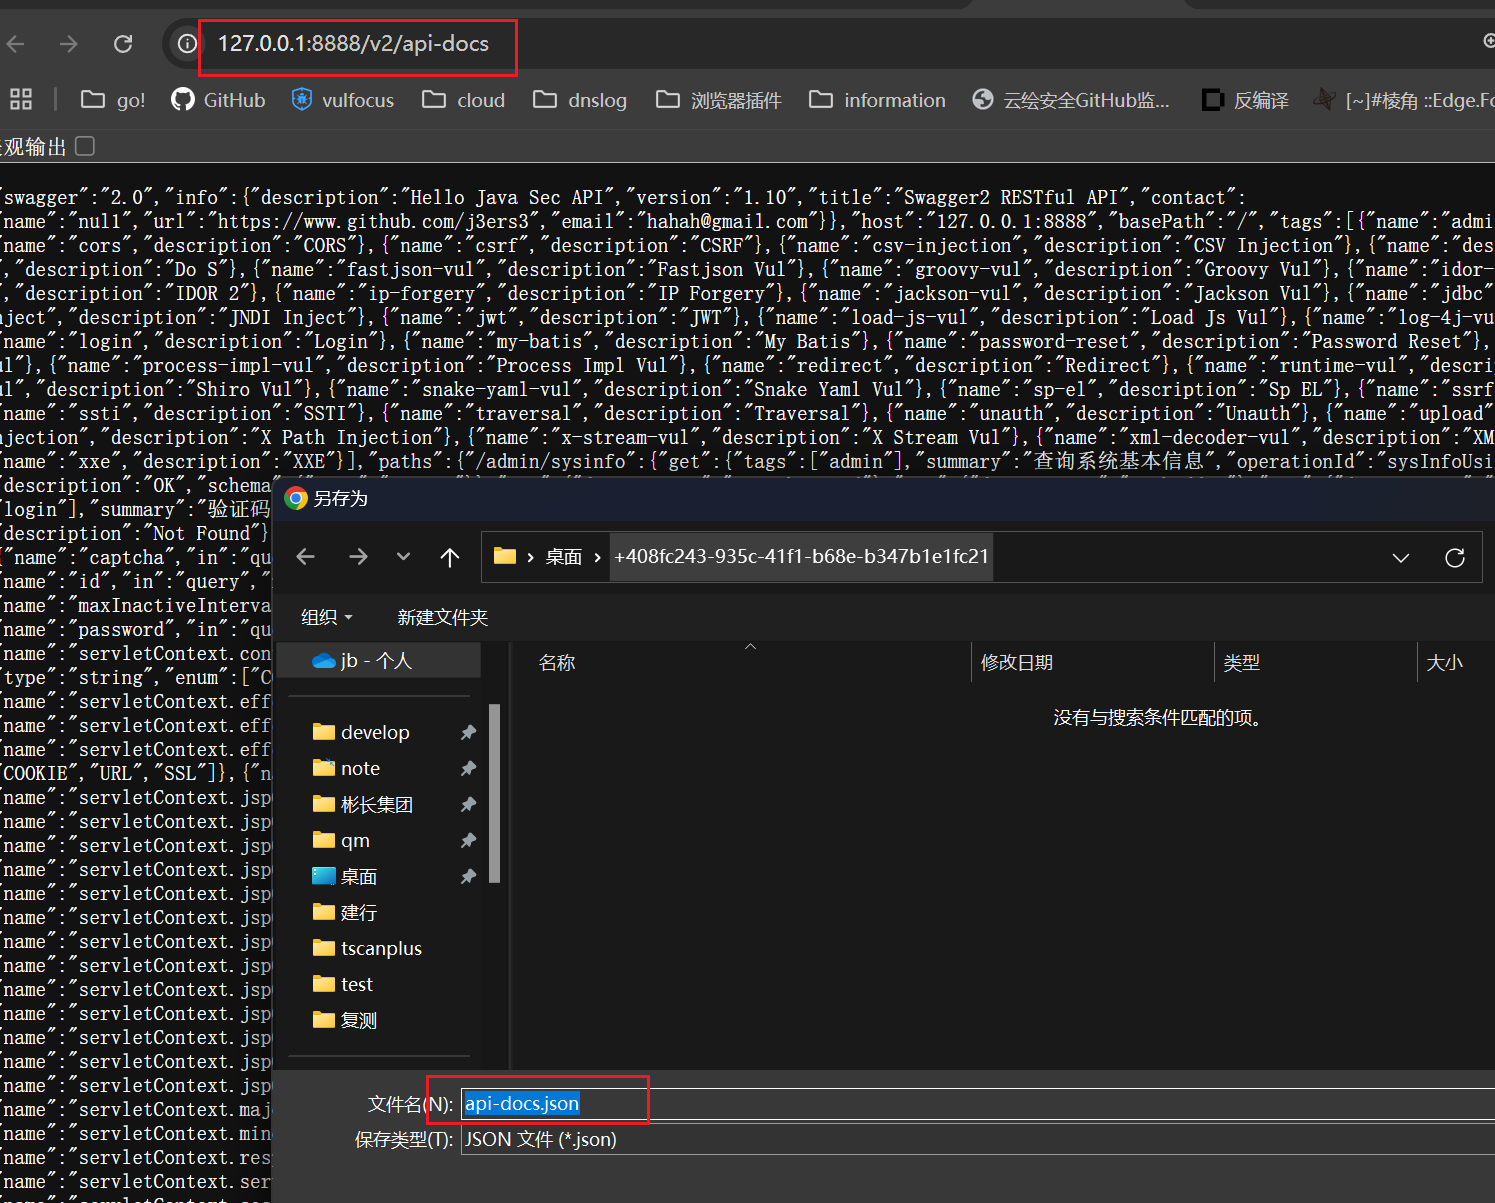 127.0.0.1:8888/v2/api-docs
go! GitHub vulfocus cloud dnslog 浏览器插件 information 云绘安全GitHub监... 反编译 [~]#棱角 ::Edge.Fo
观输出
"swagger":"2.0","info":{"description":"Hello Java Sec API","version":"1.10","title":"Swagger2 RESTful API","contact":
"name":"nul1","url":"https://www.github.com/j3ers3","email":"hahah@gmail.com"}},"host":"127.0.0.1:8888","basePath":"/","tags":[{"name":"admi
"name":"cors","description":"CORS"},{"name":"csrf","description":"CSRF"},{"name":"csv-injection","description":"CSV Injection"},{"name":"des
","description":"Do S"},{"name":"fastjson-vul","description":"Fastjson Vul"},{"name":"groovy-vul","description":"Groovy Vul"},{"name":"idor-
","description":"IDOR 2"},{"name":"ip-forgery","description":"IP Forgery"},{"name":"jackson-vul","description":"Jackson Vul"},{"name":"jdbc"
nject","description":"JNDI Inject"},{"name":"jwt","description":"JWT"},{"name":"load-js-vul","description":"Load Js Vul"},{"name":"log-4j-vu
"name":"login","description":"Login"},{"name":"my-batis","description":"My Batis"},{"name":"password-reset","description":"Password Reset"},
ul"},{"name":"process-impl-vul","description":"Process Impl Vul"},{"name":"redirect","description":"Redirect"},{"name":"runtime-vul","descri
ul","description":"Shiro Vul"},{"name":"snake-yaml-vul","description":"Snake Yaml Vul"},{"name":"sp-el","description":"Sp EL"},{"name":"ssrf
"name":"ssti","description":"SSTI"},{"name":"traversal","description":"Traversal"},{"name":"unauth","description":"Unauth"},{"name":"upload"
njection","description":"X Path Injection"},{"name":"x-stream-vul","description":"X Stream Vul"},{"name":"xml-decoder-vul","description":"XM
"name":"xxe","description":"XXE"}],"paths":{"/admin/sysinfo":{"get":{"tags":["admin"],"summary":"查询系统基本信息","operationId":"sysInfoUsi
"description":"OK","schema
"login"],"summary":"验证码
"description":"Not Found"}
{"name":"captcha","in":"qu
"name":"id","in":"query","
"name":"maxInactiveInterva
"name":"password","in":"qu
"name":"servletContext.con
"type":"string","enum":["C
"name":"servletContext.eff
"name":"servletContext.eff
"name":"servletContext.eff
"COOKIE","URL","SSL"]},{"n
"name":"servletContext.jsp
"name":"servletContext.jsp
"name":"servletContext.jsp
"name":"servletContext.jsp
"name":"servletContext.jsp
"name":"servletContext.jsp
"name":"servletContext.jsp
"name":"servletContext.jsp
"name":"servletContext.jsp
"name":"servletContext.jsp
"name":"servletContext.jsp
"name":"servletContext.jsp
"name":"servletContext.jsp
"name":"servletContext.maj
"name":"servletContext.min
"name":"servletContext.res
"name":"servletContext.ser
另存为
桌面 +408fc243-935c-41f1-b68e-b347b1e1fc21
组织 新建文件夹
jb - 个人
名称 修改日期 类型 大小
没有与搜索条件匹配的项。
develop
note
彬长集团
qm
桌面
建行
tscanplus
test
复测
文件名(N): api-docs.json
保存类型(T): JSON 文件 (*.json)